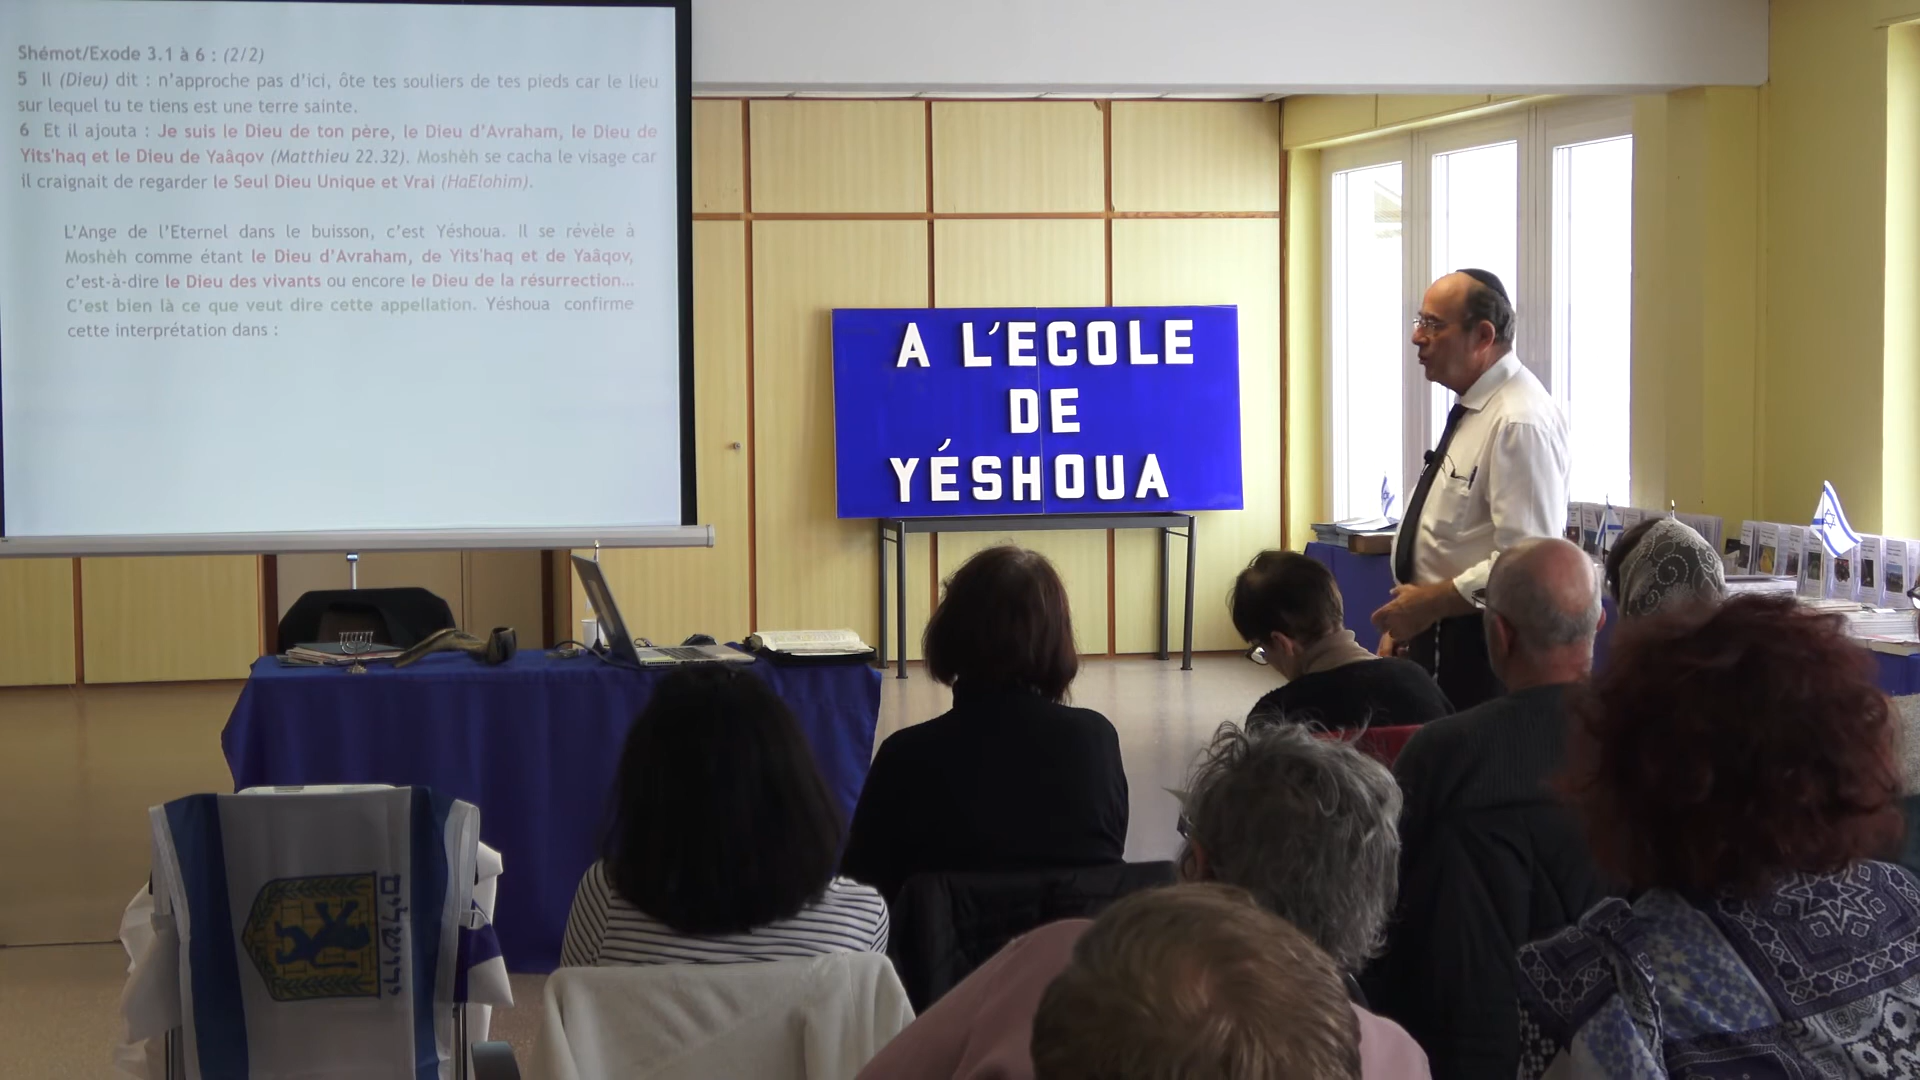 Shémot/Exode 3.1 à 6 : (2/2)
5 Il (Dieu) dit : n'approche pas d'ici, ôte tes souliers de tes pieds car le lieu
sur lequel tu te tiens est une terre sainte.
6 Et il ajouta : Je suis le Dieu de ton père, le Dieu d'Avraham, le Dieu de
Yits'haq et le Dieu de Yaâqov (Matthieu 22.32). Moshèh se cacha le visage car
il craignait de regarder le Seul Dieu Unique et Vrai (HaElohim).
L'Ange de l'Eternel dans le buisson, c'est Yéshoua. Il se révèle à
Moshèh comme étant le Dieu d'Avraham, de Yits'haq et de Yaâqov,
c'est-à-dire le Dieu des vivants ou encore le Dieu de la résurrection...
C'est bien là ce que veut dire cette appellation. Yéshoua confirme
cette interprétation dans :
A L'ECOLE
DE
YÉSHOUA
ירושלים